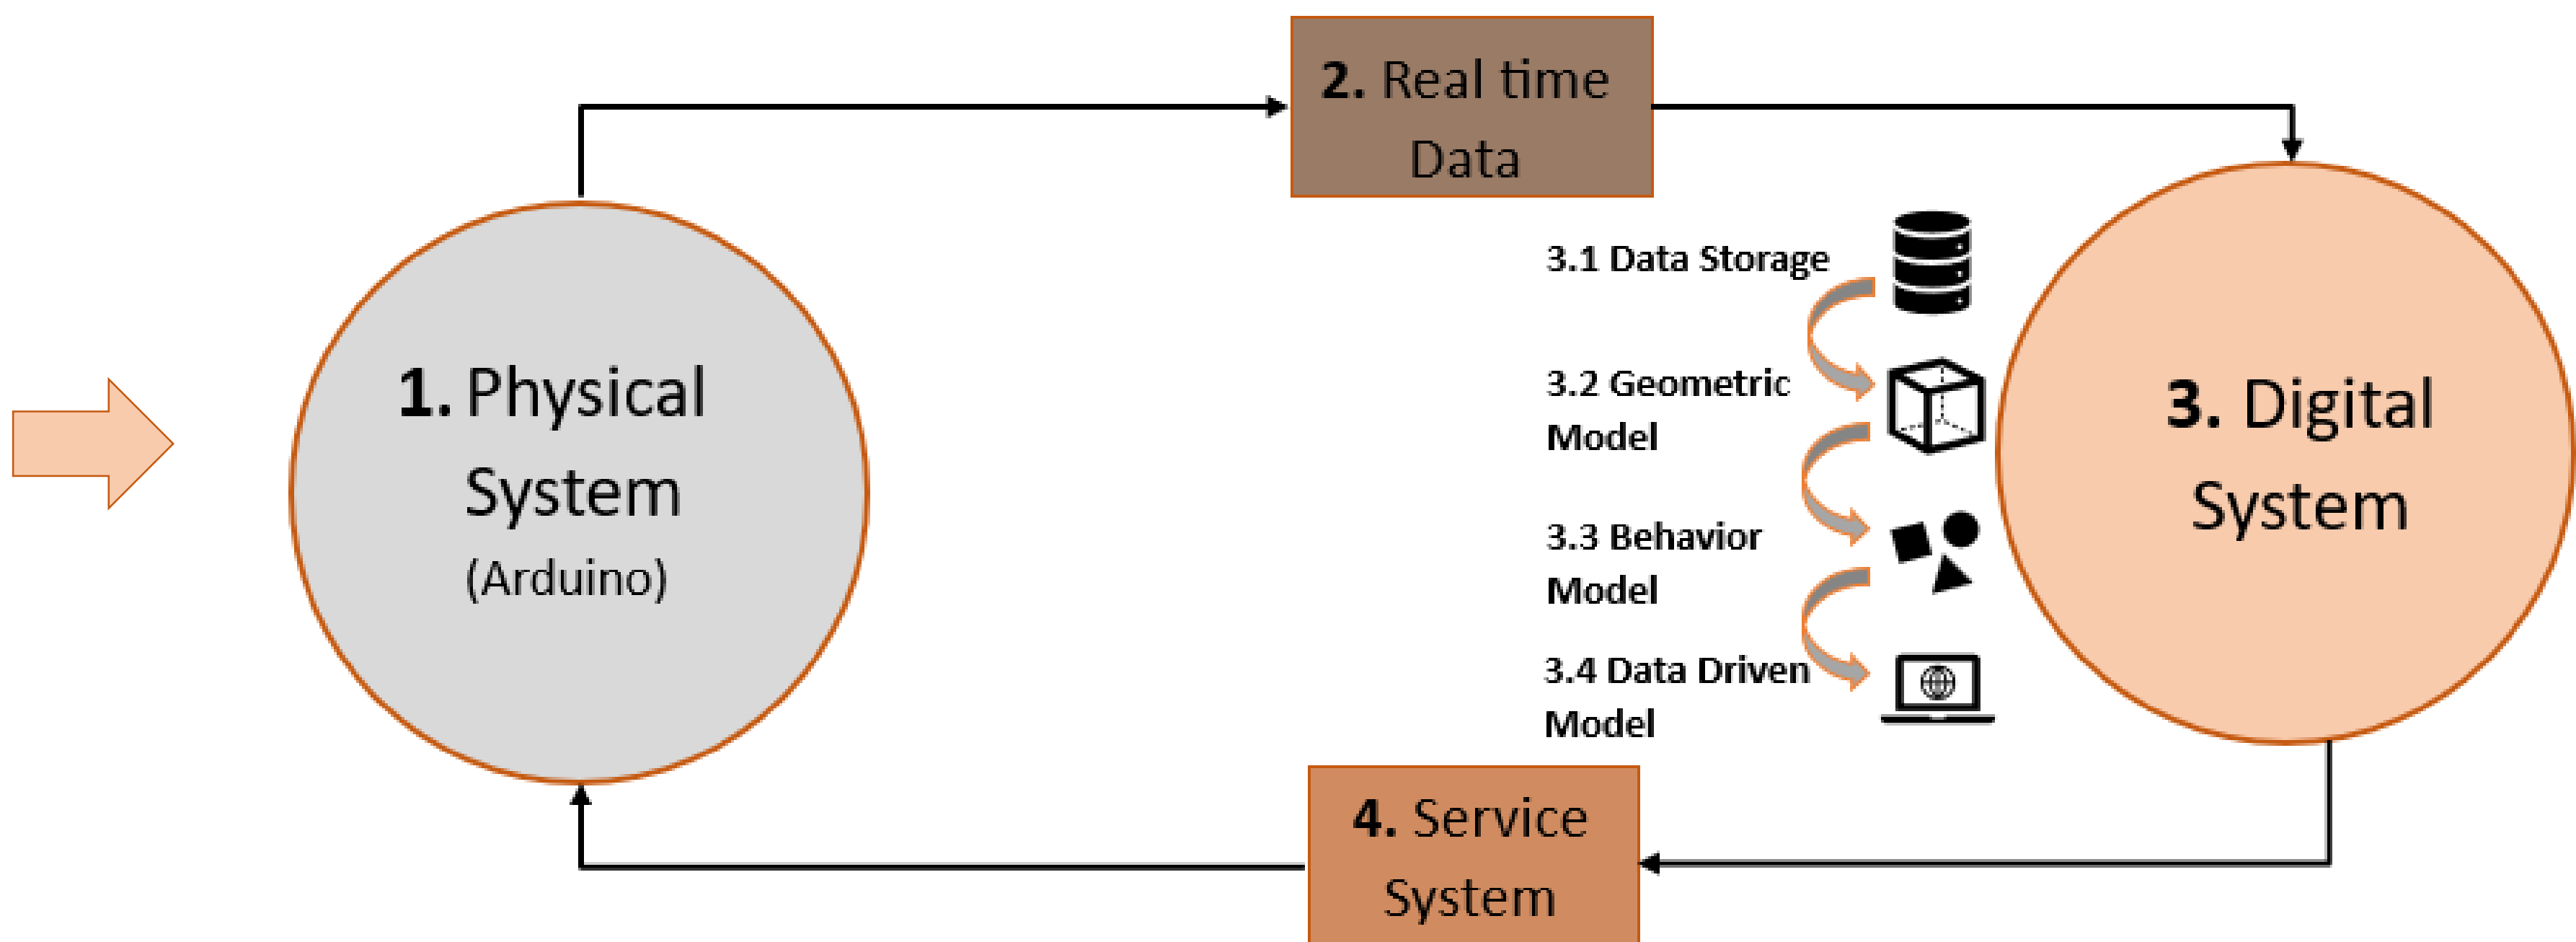 2. Real time
Data
1. Physical
System
(Arduino)
3.1 Data Storage
3.2 Geometric
Model
3.3 Behavior
Model
3.4 Data Driven
Model
3. Digital
System
4. Service
System